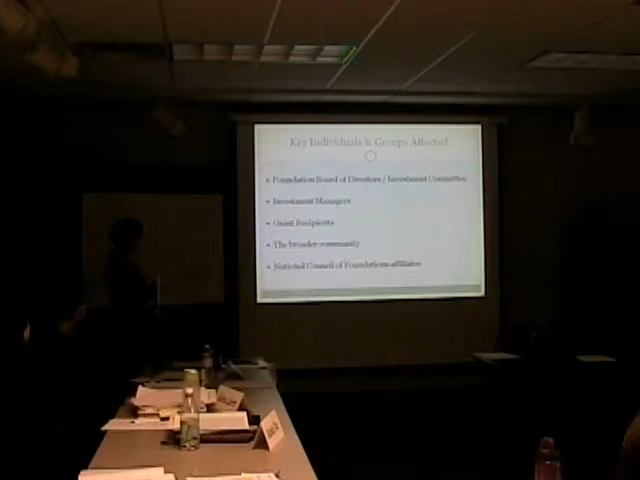 Key Individuals & Groups Affected
• Foundation Board of Directors / Investment Committee
• Investment Managers
• Grant Recipients
• The broader community
• National Council of Foundations affiliates